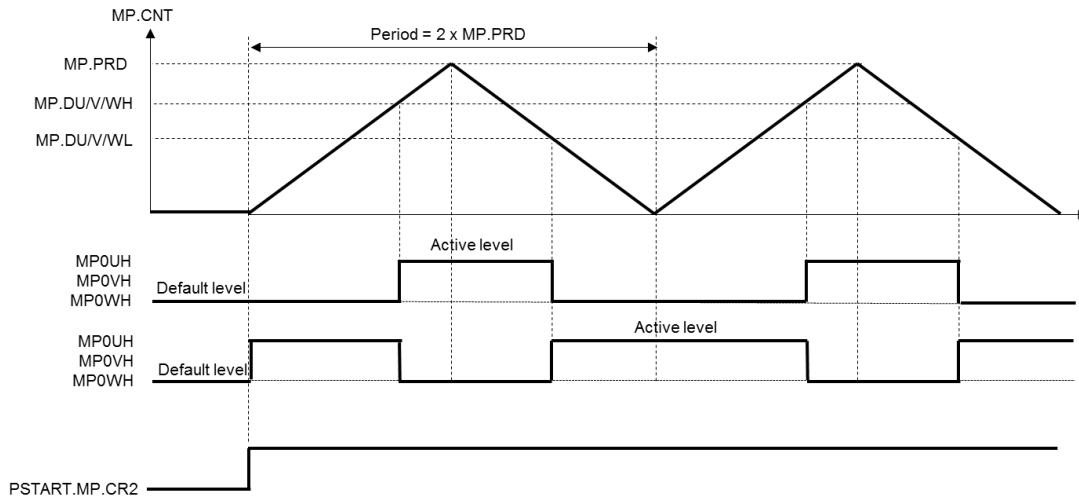 MP.CNT
Period = 2 x MP.PRD
MP.PRD
MP.DU/V/WH
MP.DU/V/WL
Active level
MP0UH
MP0VH
MP0WH
Default level
Active level
MP0UH
MP0VH
MP0WH
Default level
PSTART.MP.CR2